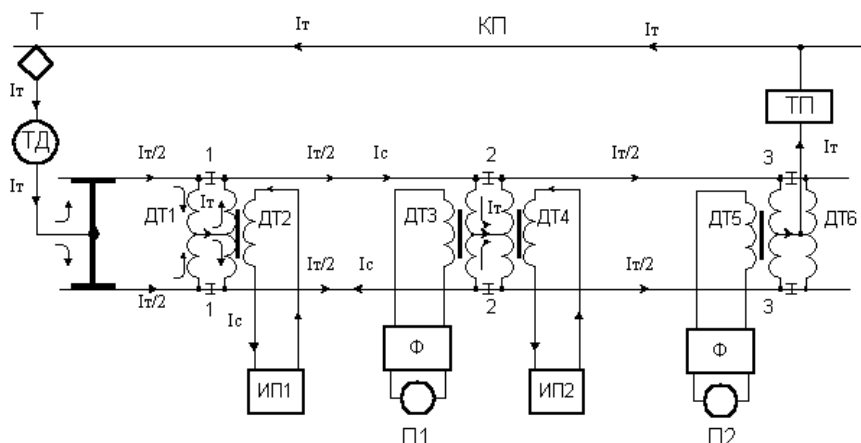 Т Iт КП Iт
Iт
ТД
ТП
Iт
Iт
Iт/2 1 Iт/2 Iс 2 Iт/2 3
ДТ1 Iт ДТ2 ДТ3 Iт ДТ4 ДТ5 ДТ6
Iт/2 1 Iт/2 Iс 2 Iт/2 3
Iс
ИП1 Ф ИП2 Ф
П1 П2